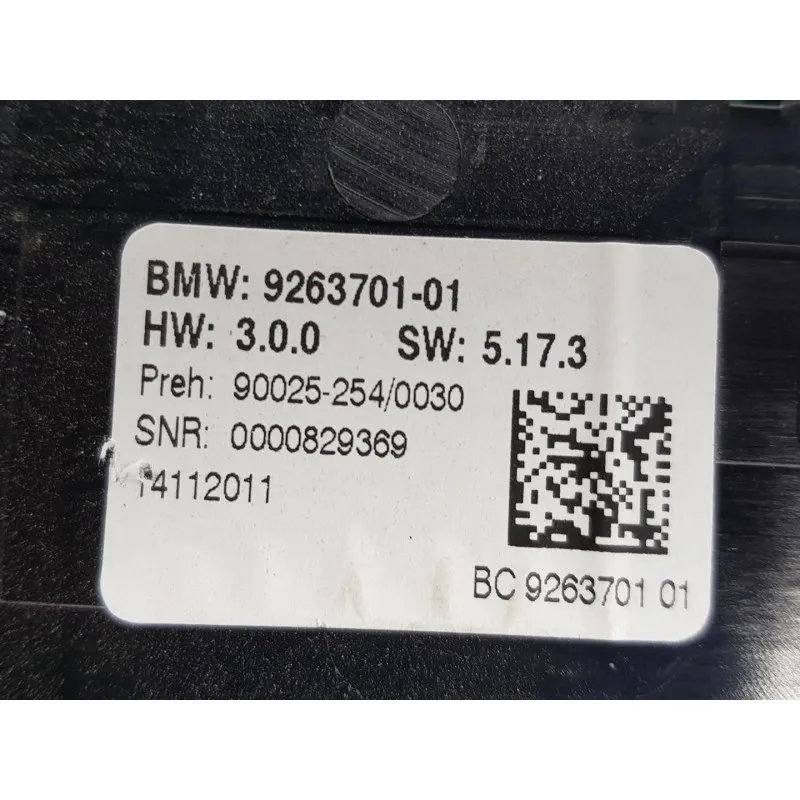 BMW: 9263701-01
HW: 3.0.0 SW: 5.17.3
Preh: 90025-254/0030
SNR: 0000829369
14112011
BC 9263701 01